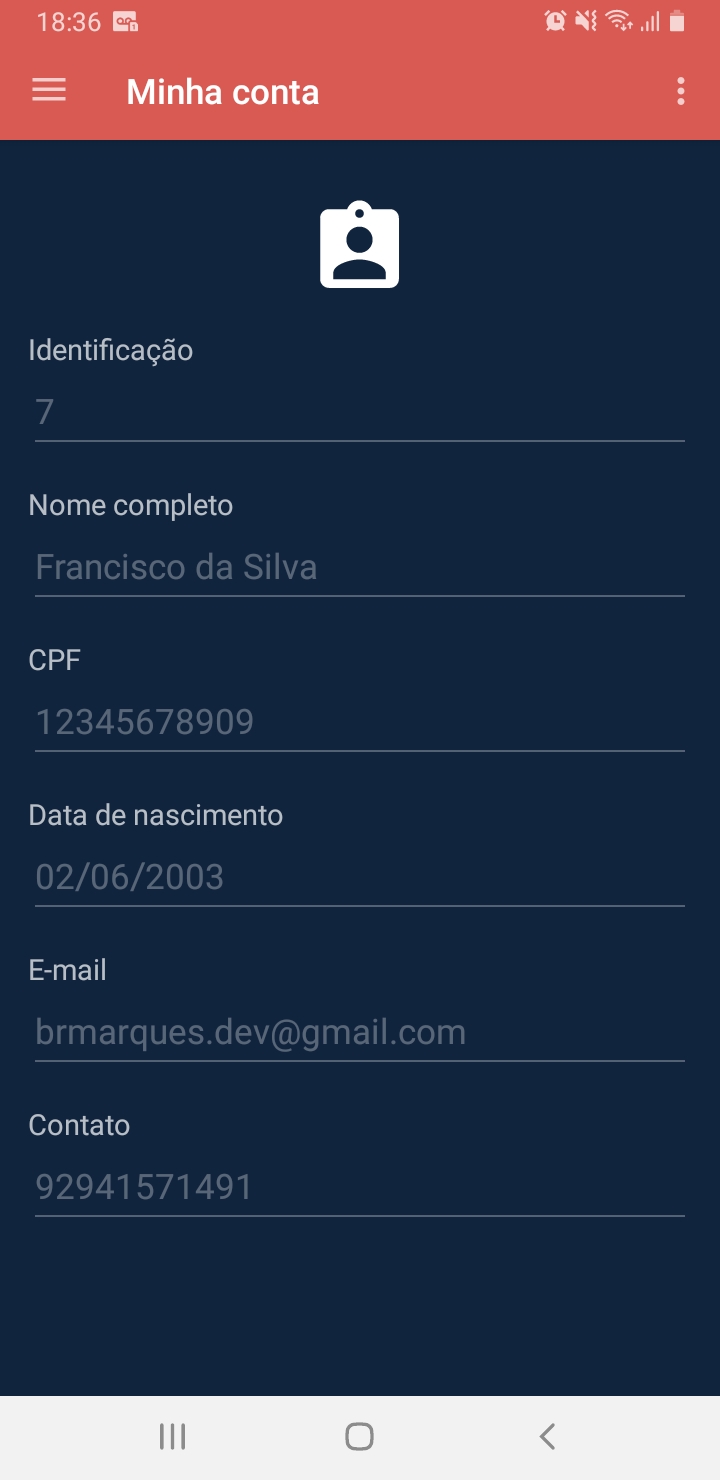 18:36
Minha conta
Identificação
7
Nome completo
Francisco da Silva
CPF
12345678909
Data de nascimento
02/06/2003
E-mail
brmarques.dev@gmail.com
Contato
92941571491